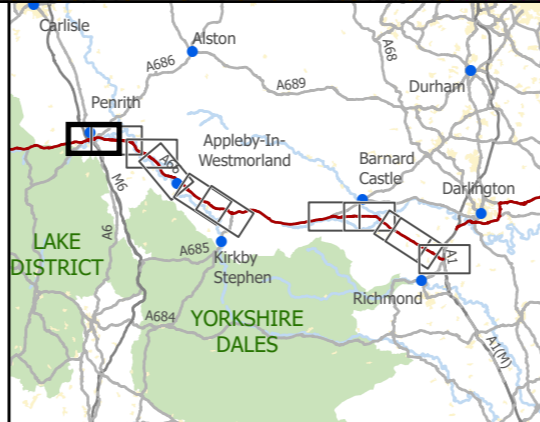 Carlisle
Alston
A686
A68
A689
Durham
Penrith
Appleby-In-
Westmorland
Barnard
Castle
Darlington
A66
M6
A6
LAKE
DISTRICT
A685
Kirkby
Stephen
A1
Richmond
A684
YORKSHIRE
DALES
A1(M)